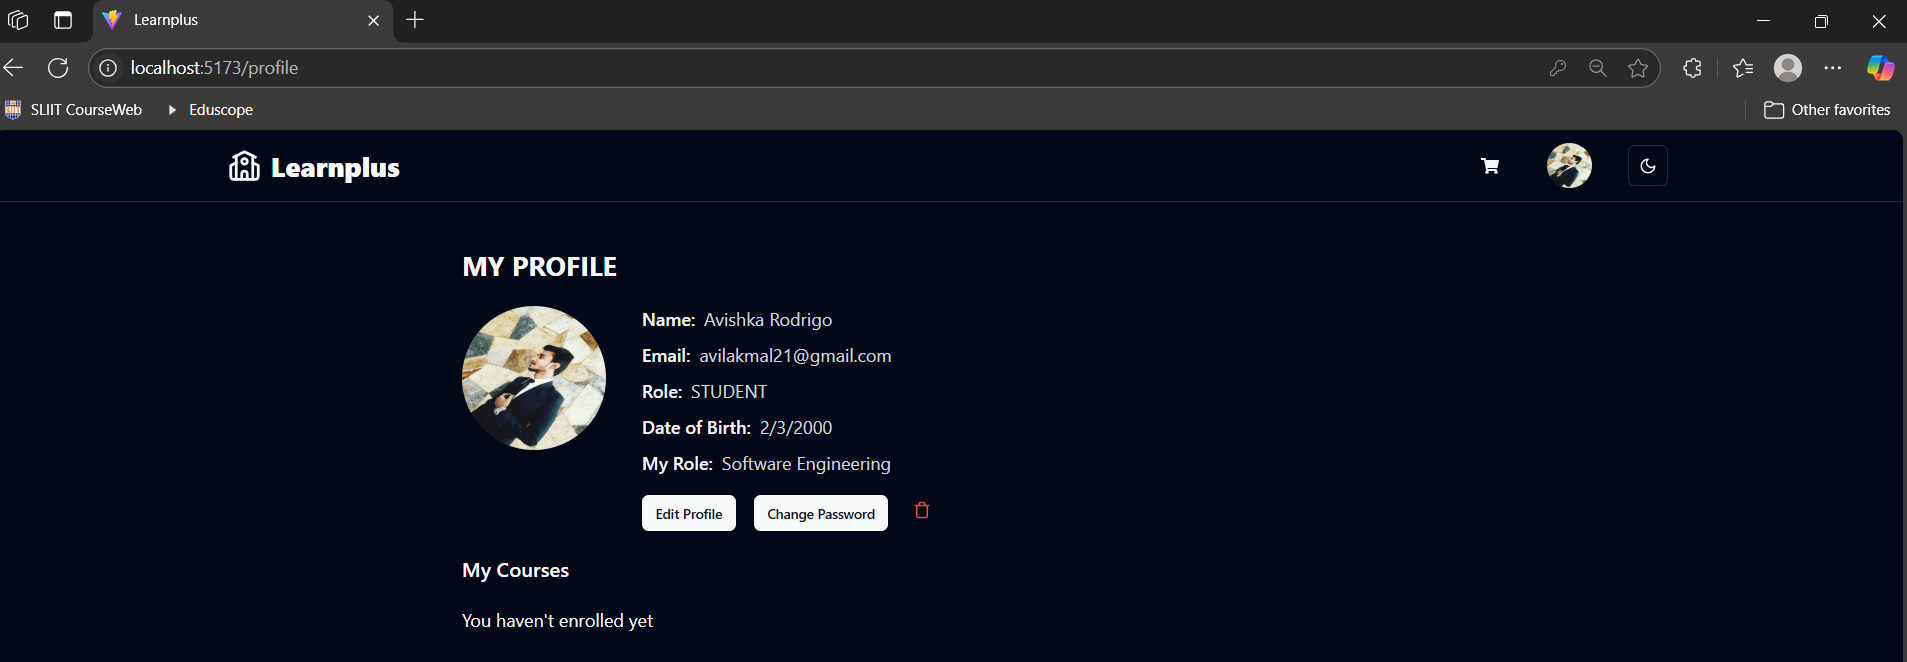 Learnplus
localhost:5173/profile
SLIIT CourseWeb
Eduscope
Other favorites
Learnplus
MY PROFILE
Name: Avishka Rodrigo
Email: avilakmal21@gmail.com
Role: STUDENT
Date of Birth: 2/3/2000
My Role: Software Engineering
Edit Profile
Change Password
My Courses
You haven't enrolled yet